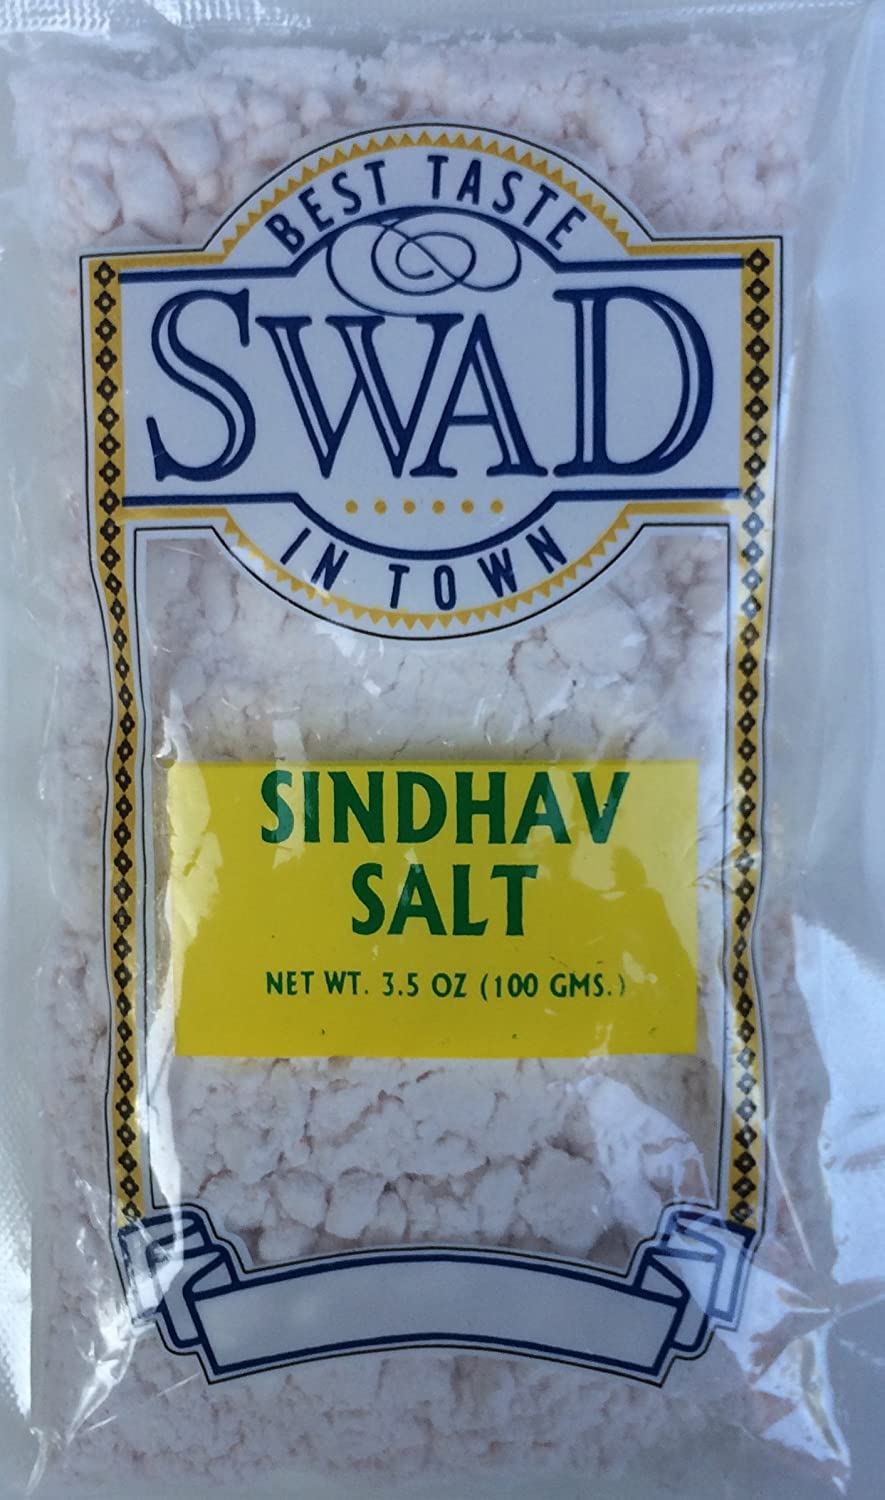 BEST TASTE
SWAD
IN TOWN
SINDHAV
SALT
NET WT. 3.5 OZ (100 GMS.)